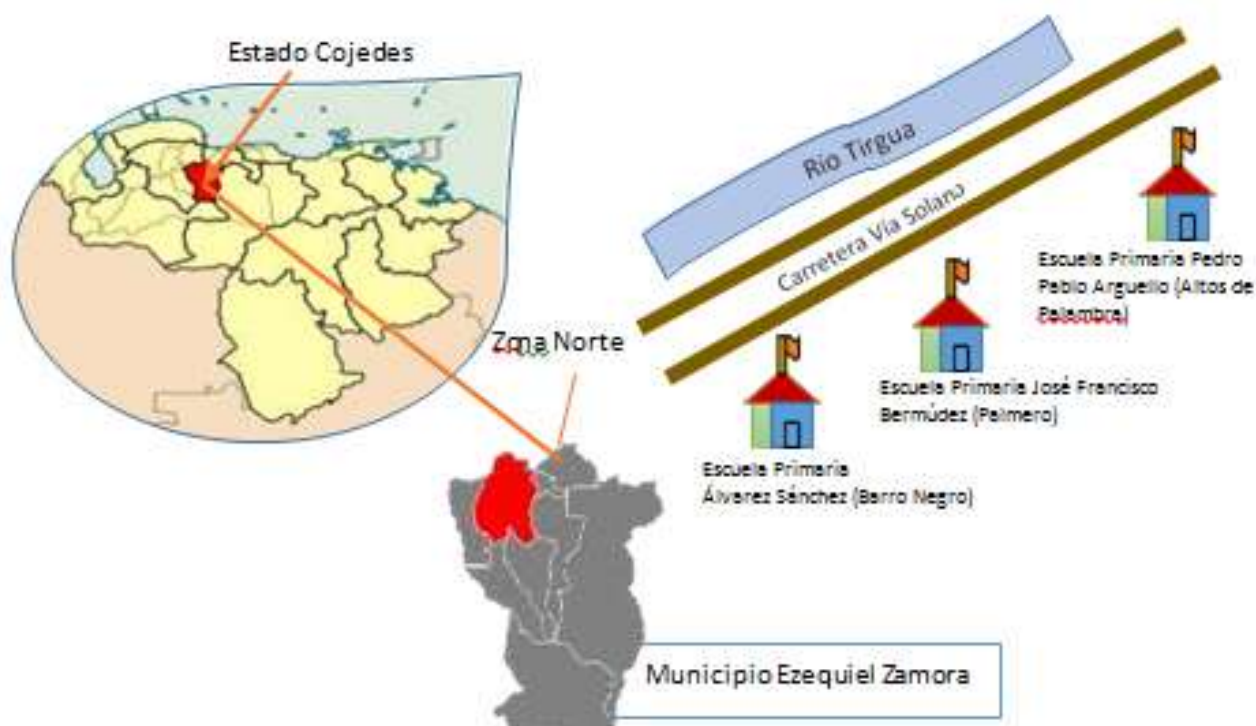 Estado Cojedes
Río Tirgua
Carretera Vía Solano
Escuela Primaria Pedro
Pablo Arguello (Altos de
Palambra)
Zona Norte
Escuela Primaria José Francisco
Bermúdez (Palmero)
Escuela Primaria
Álvarez Sánchez (Barro Negro)
Municipio Ezequiel Zamora